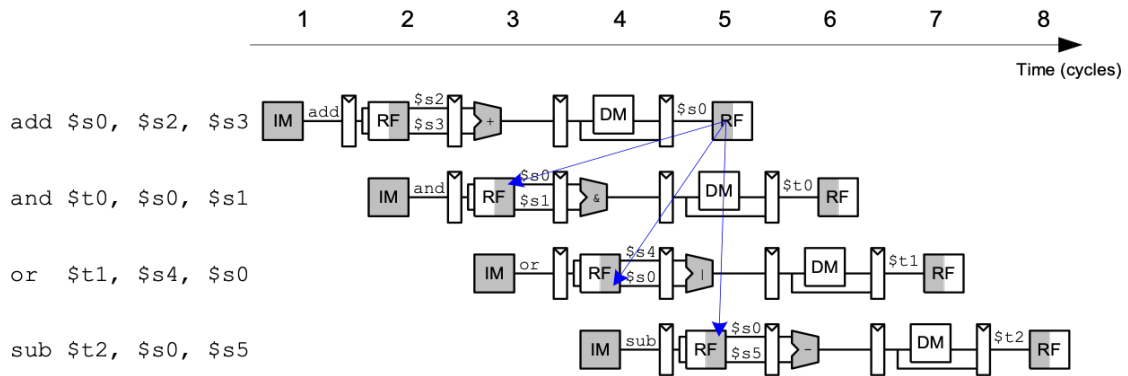 1 2 3 4 5 6 7 8
Time (cycles)
add $s0, $s2, $s3 IM add RF $s2 $s3 + DM $s0 RF
and $t0, $s0, $s1 IM and RF $s0 $s1 & DM $t0 RF
or $t1, $s4, $s0 IM or RF $s4 $s0 | DM $t1 RF
sub $t2, $s0, $s5 IM sub RF $s0 $s5 - DM $t2 RF